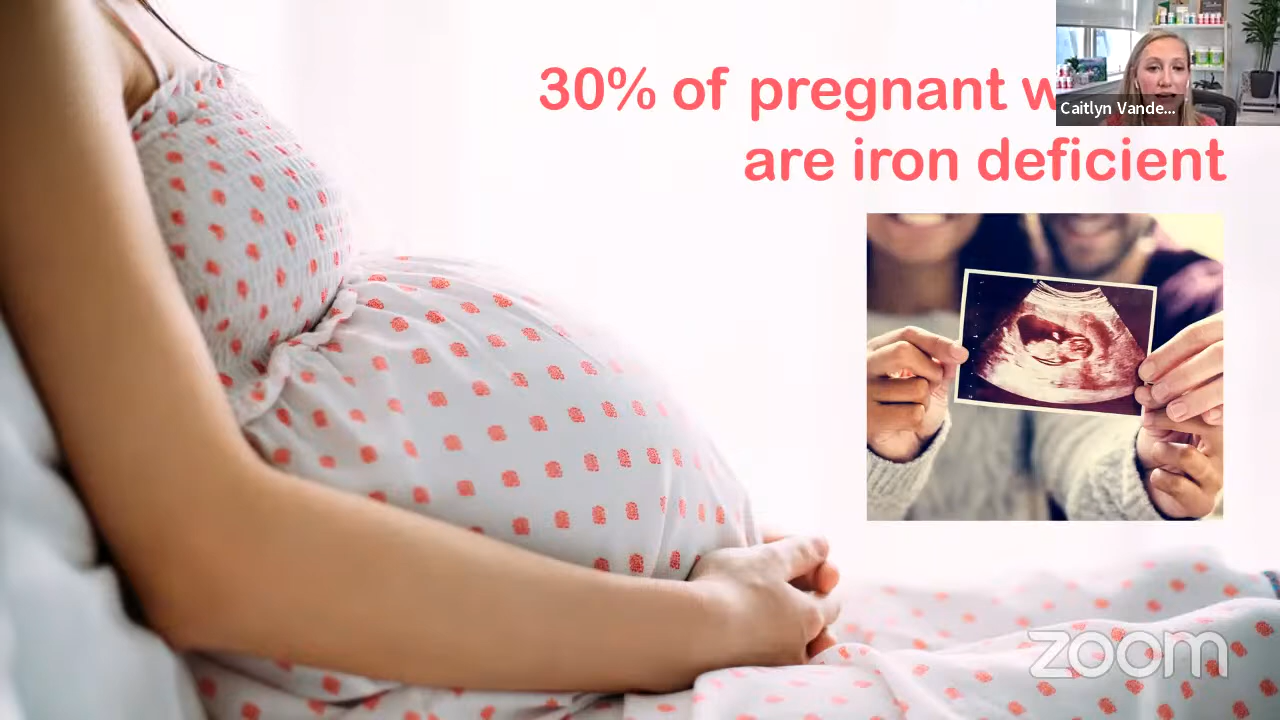 30% of pregnant
are iron deficient
Caitlyn Vande...
zoom